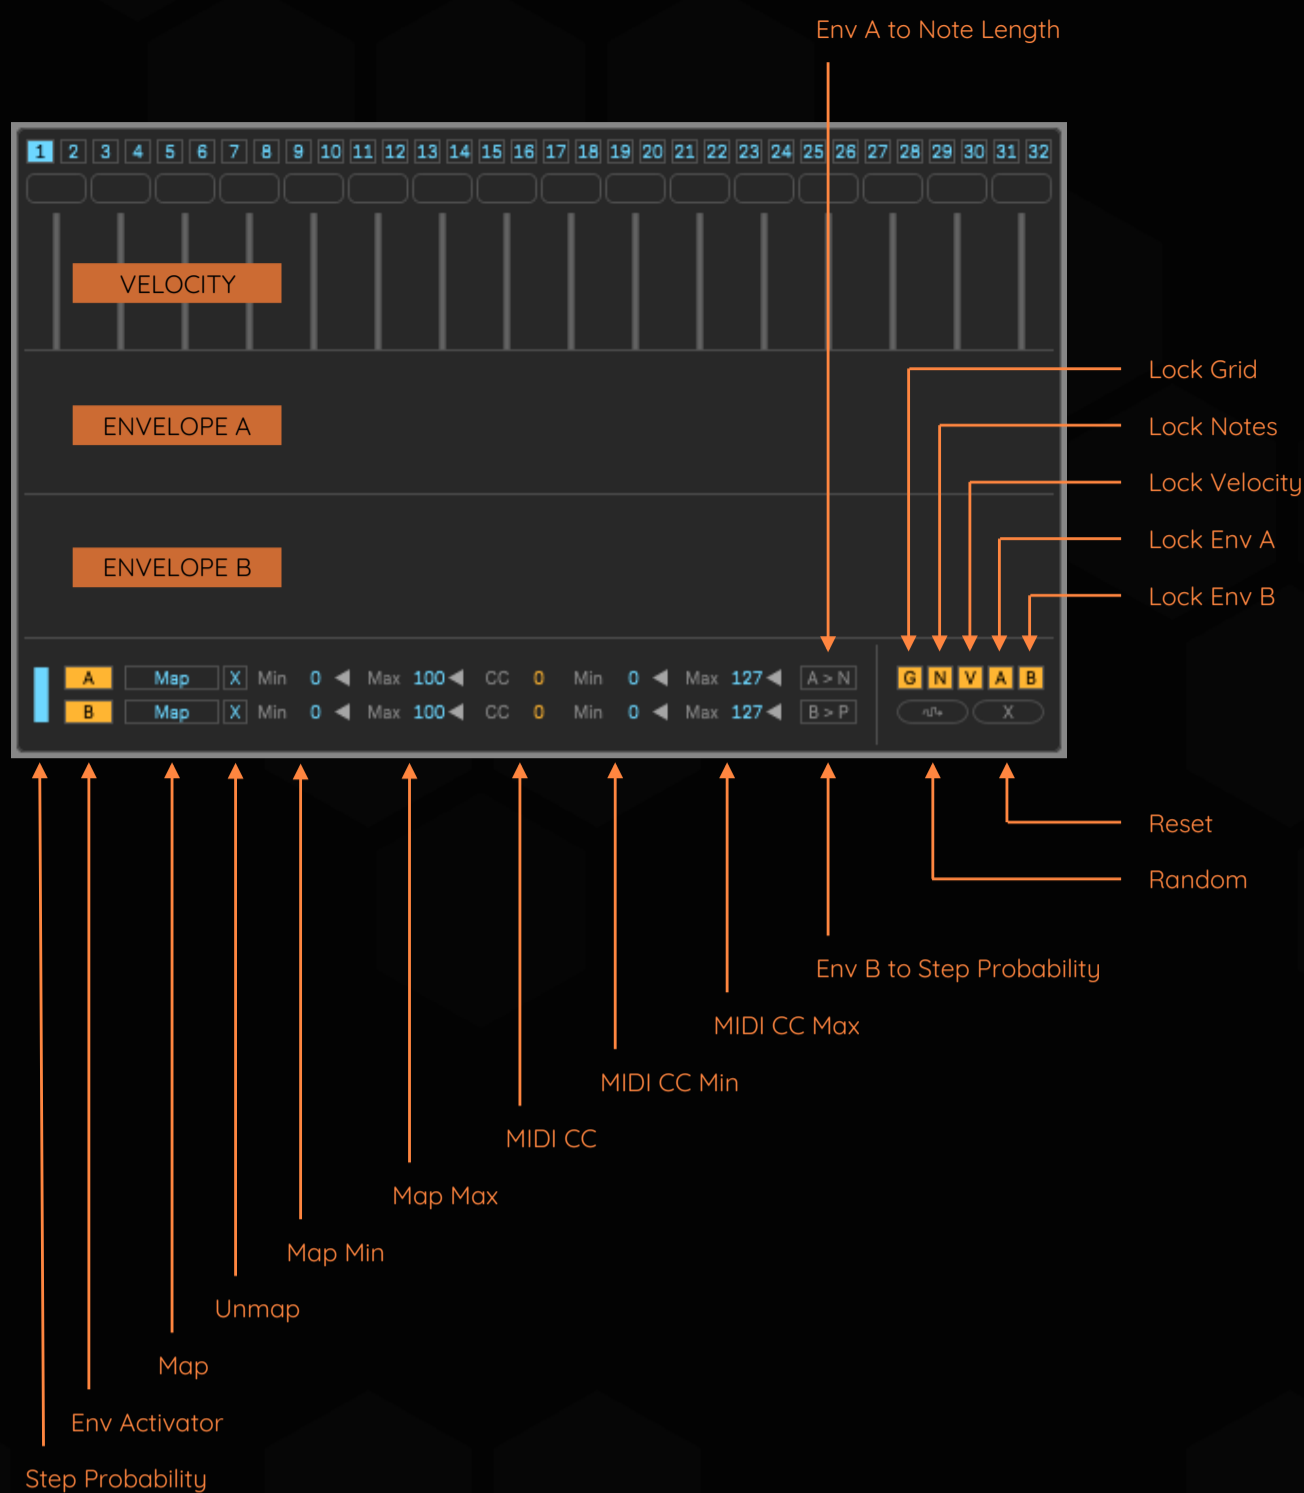 Env A to Note Length
1 2 3 4 5 6 7 8 9 10 11 12 13 14 15 16 17 18 19 20 21 22 23 24 25 26 27 28 29 30 31 32
VELOCITY
ENVELOPE A
ENVELOPE B
Lock Grid
Lock Notes
Lock Velocity
Lock Env A
Lock Env B
A Map X Min 0 Max 100 CC 0 Min 0 Max 127 A > N G N V A B
B Map X Min 0 Max 100 CC 0 Min 0 Max 127 B > P X
Reset
Random
Env B to Step Probability
MIDI CC Max
MIDI CC Min
MIDI CC
Map Max
Map Min
Unmap
Map
Env Activator
Step Probability